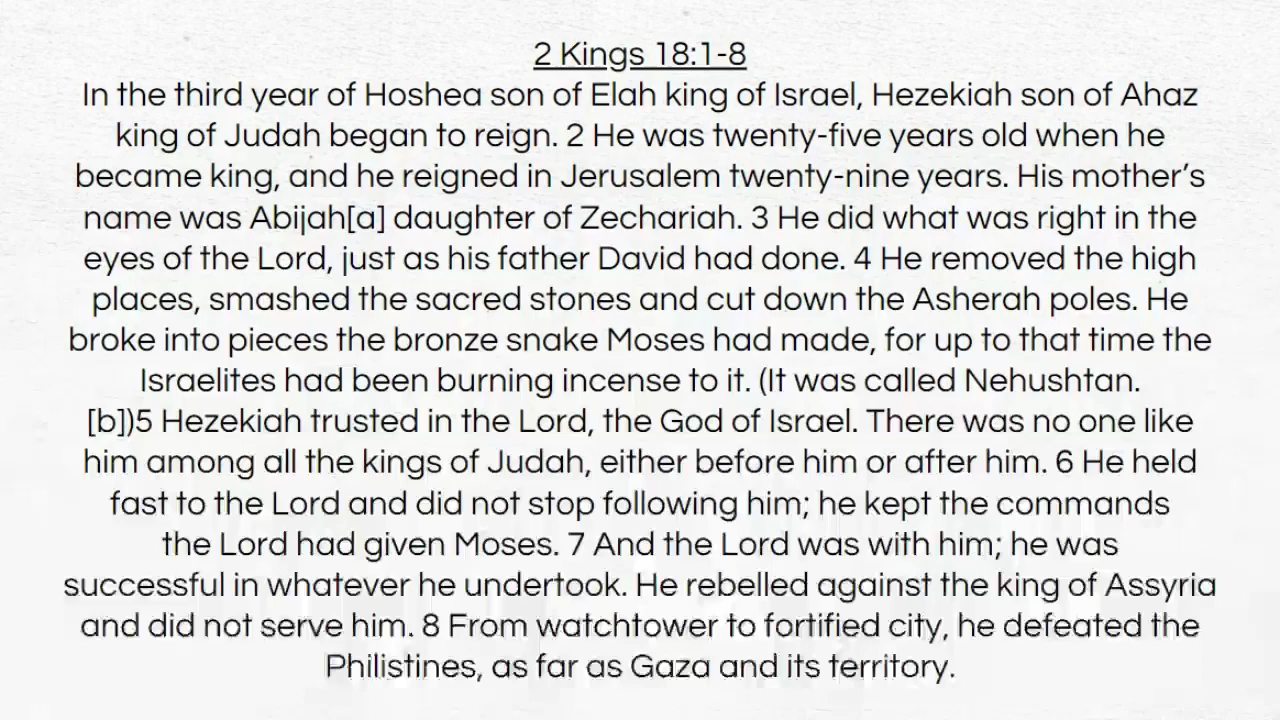 2 Kings 18:1-8
In the third year of Hoshea son of Elah king of Israel, Hezekiah son of Ahaz
king of Judah began to reign. 2 He was twenty-five years old when he
became king, and he reigned in Jerusalem twenty-nine years. His mother’s
name was Abijah[a] daughter of Zechariah. 3 He did what was right in the
eyes of the Lord, just as his father David had done. 4 He removed the high
places, smashed the sacred stones and cut down the Asherah poles. He
broke into pieces the bronze snake Moses had made, for up to that time the
Israelites had been burning incense to it. (It was called Nehushtan.
[b])5 Hezekiah trusted in the Lord, the God of Israel. There was no one like
him among all the kings of Judah, either before him or after him. 6 He held
fast to the Lord and did not stop following him; he kept the commands
the Lord had given Moses. 7 And the Lord was with him; he was
successful in whatever he undertook. He rebelled against the king of Assyria
and did not serve him. 8 From watchtower to fortified city, he defeated the
Philistines, as far as Gaza and its territory.